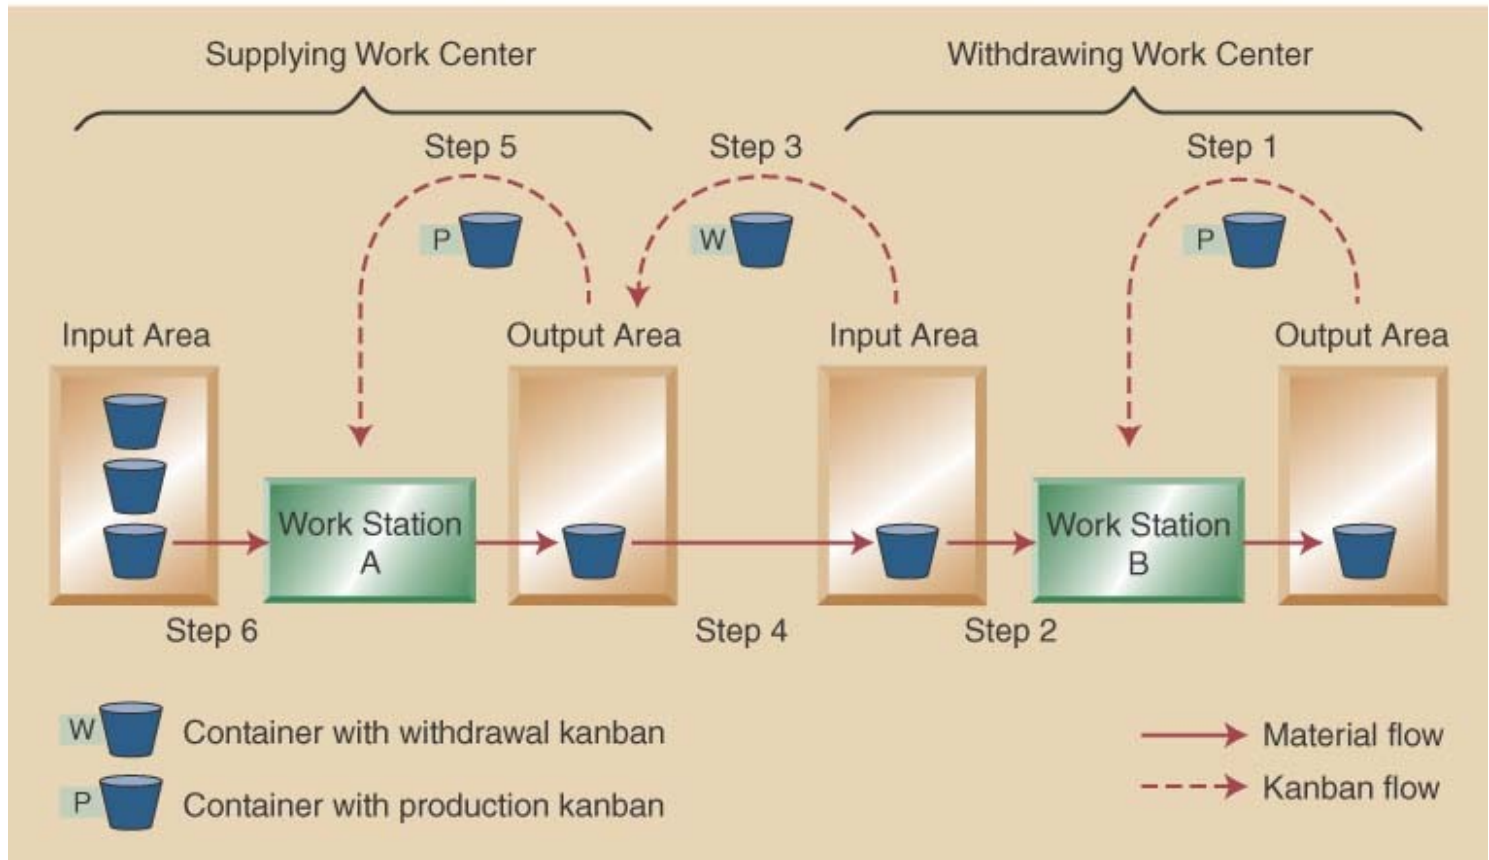 Supplying Work Center
Withdrawing Work Center
Step 5
Step 3
Step 1
P
W
P
Input Area
Output Area
Input Area
Output Area
Work Station
A
Work Station
B
Step 6
Step 4
Step 2
W
Container with withdrawal kanban
Material flow
P
Container with production kanban
Kanban flow